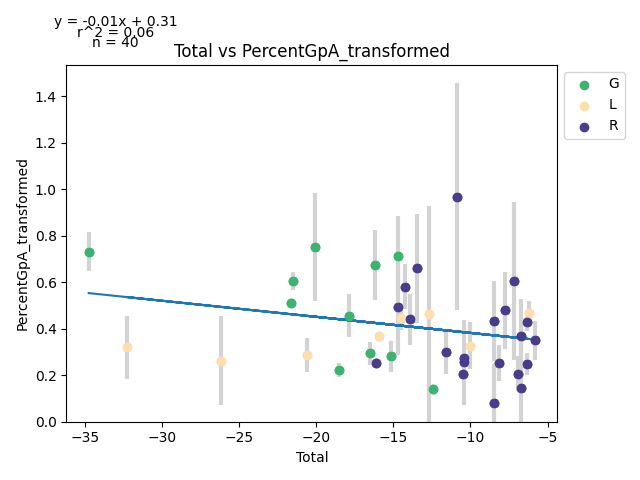 y = -0.01x + 0.31
r^2 = 0.06
n = 40
Total vs PercentGpA_transformed
G
L
R
PercentGpA_transformed
1.4
1.2
1.0
0.8
0.6
0.4
0.2
0.0
−35 −30 −25 −20 −15 −10 −5
Total